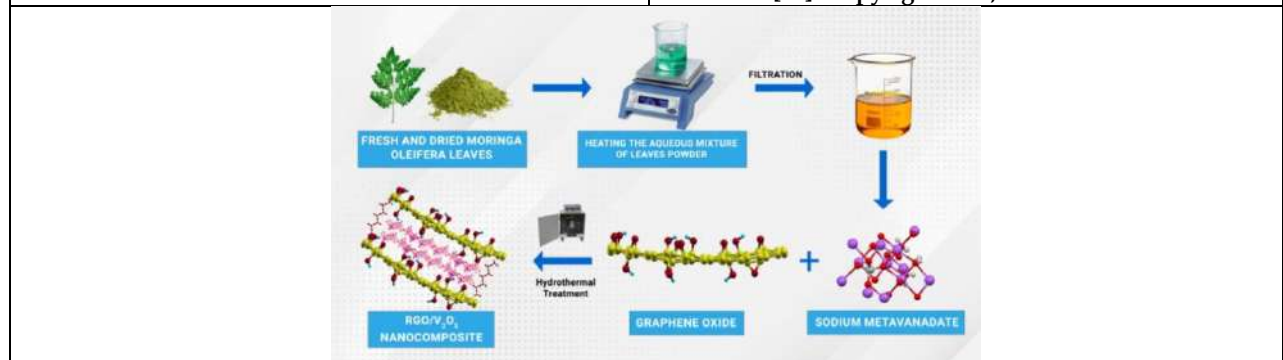 FILTRATION
FRESH AND DRIED MORINGA
OLEIFERA LEAVES
HEATING THE AQUEOUS MIXTURE
OF LEAVES POWDER
Hydrothermal
Treatment
RGO/V₂O₅
NANOCOMPOSITE
GRAPHENE OXIDE
SODIUM METAVANADATE